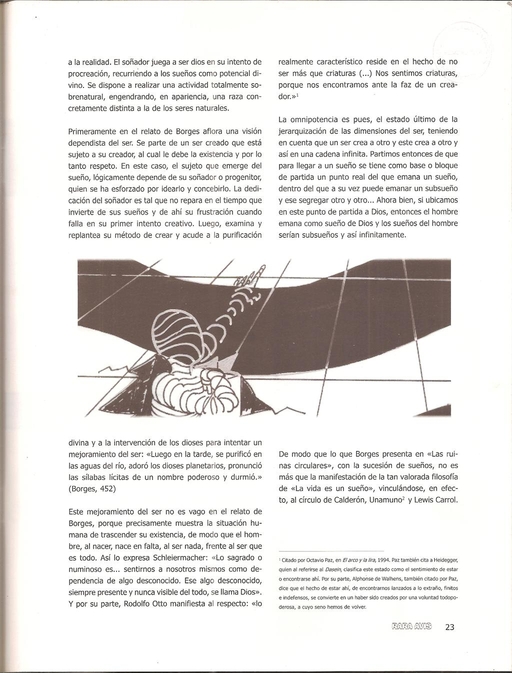 a la realidad. El soñador juega a ser dios en su intento de
procreación, recurriendo a los sueños como potencial di-
vino. Se dispone a realizar una actividad totalmente so-
brenatural, engendrando, en apariencia, una raza con-
cretamente distinta a la de los seres naturales.
Primeramente en el relato de Borges aflora una visión
dependista del ser. Se parte de un ser creado que está
sujeto a su creador, al cual le debe la existencia y por lo
tanto respeto. En este caso, el sujeto que emerge del
sueño, lógicamente depende de su soñador o progenitor,
quien se ha esforzado por idearlo y concebirlo. La dedi-
cación del soñador es tal que no repara en el tiempo que
invierte de sus sueños y de ahí su frustración cuando
falla en su primer intento creativo. Luego, examina y
replantea su método de crear y acude a la purificación
divina y a la intervención de los dioses para intentar un
mejoramiento del ser: «Luego en la tarde, se purificó en
las aguas del río, adoró los dioses planetarios, pronunció
las sílabas lícitas de un nombre poderoso y durmió.»
(Borges, 452)
Este mejoramiento del ser no es vago en el relato de
Borges, porque precisamente muestra la situación hu-
mana de trascender su existencia, de modo que el hom-
bre, al nacer, nace en falta, al ser nada, frente al ser que
es todo. Así lo expresa Schleiermacher: «Lo sagrado o
numinoso es... sentirnos a nosotros mismos como de-
pendencia de algo desconocido. Ese algo desconocido,
siempre presente y nunca visible del todo, se llama Dios».
Y por su parte, Rodolfo Otto manifiesta al respecto: «lo
realmente característico reside en el hecho de no
ser más que criaturas (...) Nos sentimos criaturas,
porque nos encontramos ante la faz de un crea-
dor.»¹
La omnipotencia es pues, el estado último de la
jerarquización de las dimensiones del ser, teniendo
en cuenta que un ser crea a otro y este crea a otro y
así en una cadena infinita. Partimos entonces de que
para llegar a un sueño se tiene como base o bloque
de partida un punto real del que emana un sueño,
dentro del que a su vez puede emanar un subsueño
y ese segregar otro y otro... Ahora bien, si ubicamos
en este punto de partida a Dios, entonces el hombre
emana como sueño de Dios y los sueños del hombre
serían subsueños y así infinitamente.
De modo que lo que Borges presenta en «Las rui-
nas circulares», con la sucesión de sueños, no es
más que la manifestación de la tan valorada filosofía
de «La vida es un sueño», vinculándose, en efec-
to, al círculo de Calderón, Unamuno² y Lewis Carrol.
¹ Citado por Octavio Paz, en El arco y la lira, 1994. Paz también cita a Heidegger,
quien al referirse al Dasein, clasifica este estado como el sentimiento de estar
o encontrarse ahí. Por su parte, Alphonse de Walhens, también citado por Paz,
dice que el hecho de estar ahí, de encontrarnos lanzados a lo extraño, finitos
e indefensos, se convierte en un haber sido creados por una voluntad todopo-
derosa, a cuyo seno hemos de volver.
RARA AVIS 23